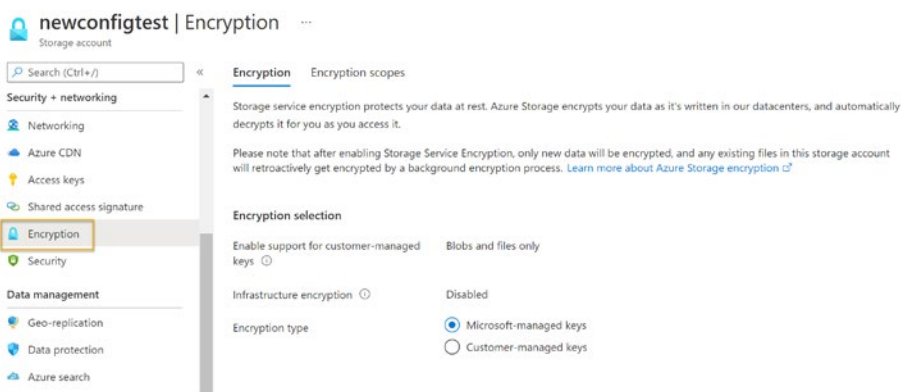 newconfigtest | Encryption ...
Storage account
Search (Ctrl+/)
«
Security + networking
Networking
Azure CDN
Access keys
Shared access signature
Encryption
Security
Data management
Geo-replication
Data protection
Azure search
Encryption Encryption scopes
Storage service encryption protects your data at rest. Azure Storage encrypts your data as it's written in our datacenters, and automatically
decrypts it for you as you access it.
Please note that after enabling Storage Service Encryption, only new data will be encrypted, and any existing files in this storage account
will retroactively get encrypted by a background encryption process. Learn more about Azure Storage encryption
Encryption selection
Enable support for customer-managed
keys
Blobs and files only
Infrastructure encryption Disabled
Encryption type
Microsoft-managed keys
Customer-managed keys